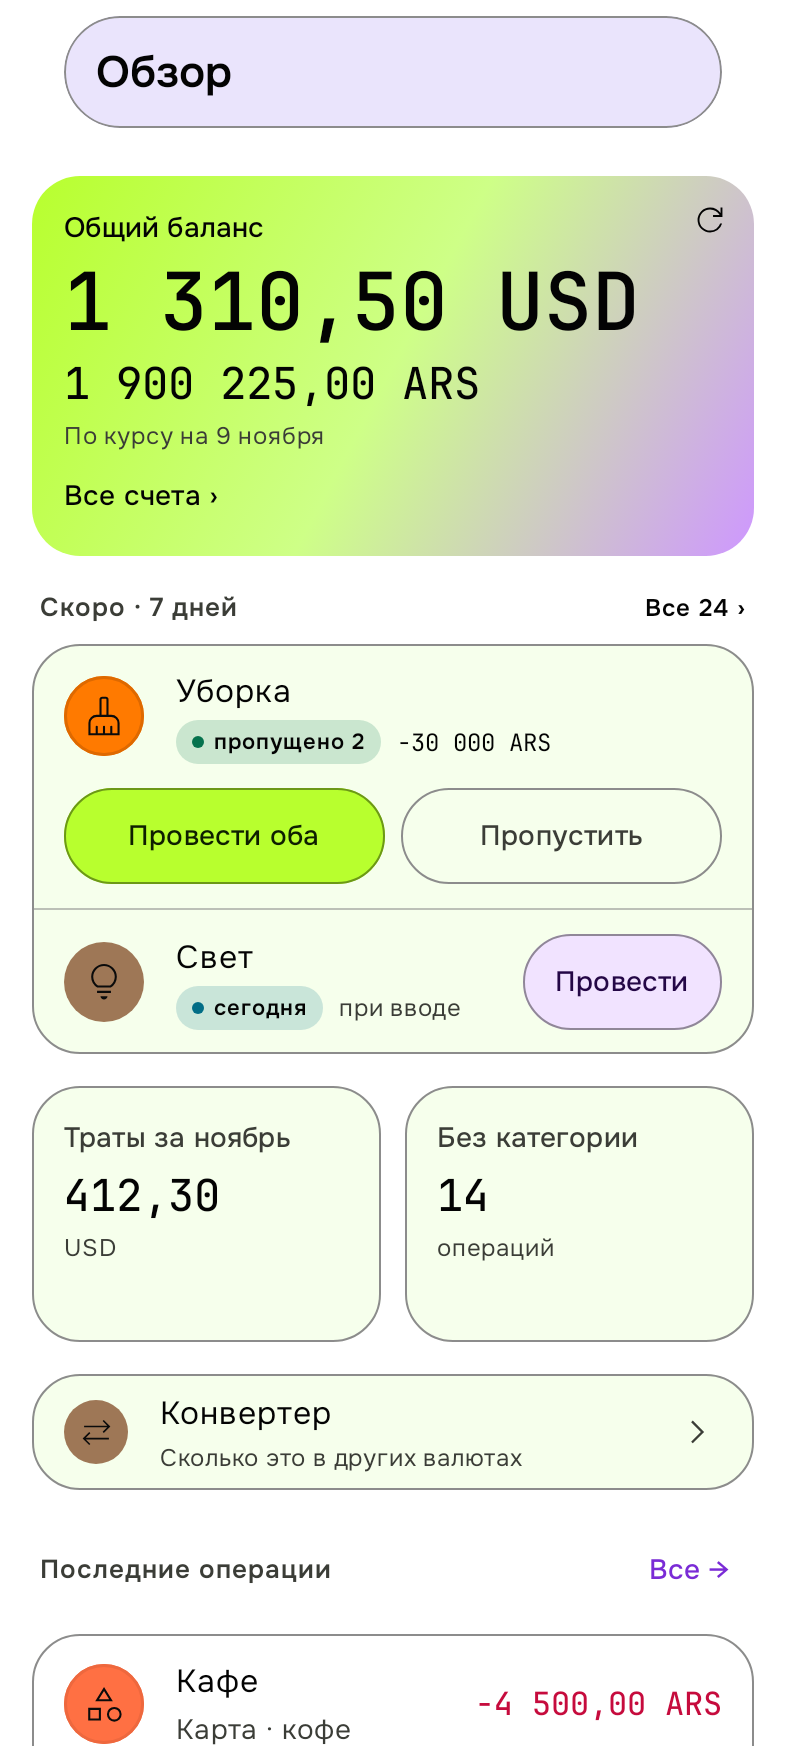 Обзор
Общий баланс
1 310,50 USD
1 900 225,00 ARS
По курсу на 9 ноября
Все счета ›
Скоро · 7 дней
Все 24 ›
Уборка
пропущено 2
-30 000 ARS
Провести оба
Пропустить
Свет
сегодня
при вводе
Провести
Траты за ноябрь
412,30
USD
Без категории
14
операций
Конвертер
Сколько это в других валютах
Последние операции
Все →
Кафе
-4 500,00 ARS
Карта · кофе